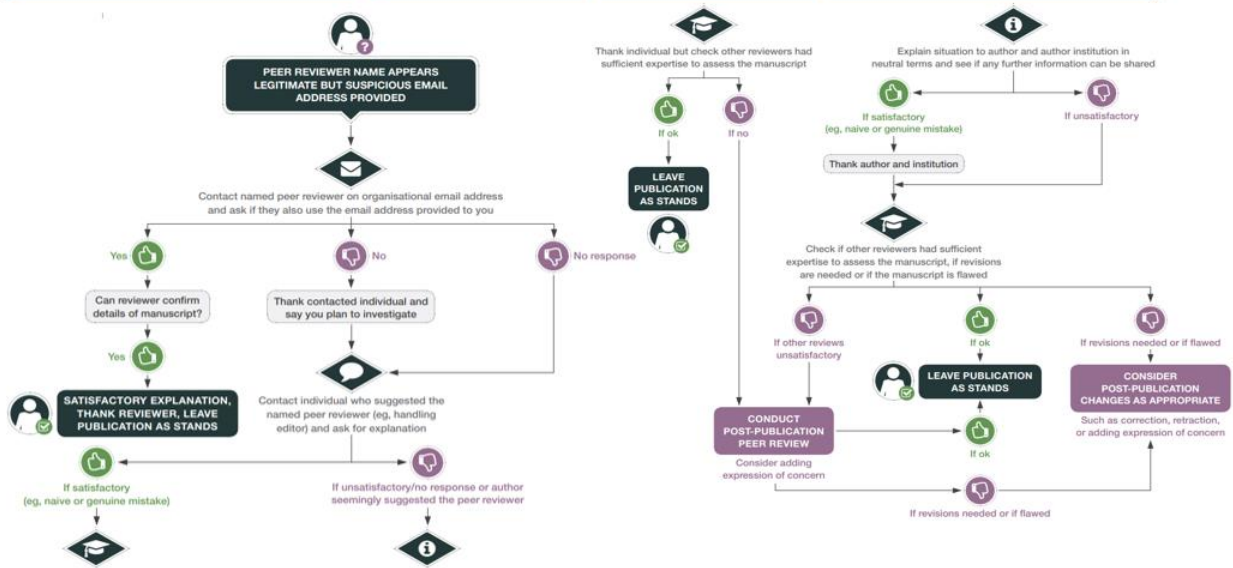 ?
PEER REVIEWER NAME APPEARS
LEGITIMATE BUT SUSPICIOUS EMAIL
ADDRESS PROVIDED
Contact named peer reviewer on organisational email address
and ask if they also use the email address provided to you
Yes
No
No response
Can reviewer confirm
details of manuscript?
Thank contacted individual and
say you plan to investigate
Yes
SATISFACTORY EXPLANATION,
THANK REVIEWER, LEAVE
PUBLICATION AS STANDS
Contact individual who suggested the
named peer reviewer (eg, handling
editor) and ask for explanation
If satisfactory
(eg, naive or genuine mistake)
If unsatisfactory/no response or author
seemingly suggested the peer reviewer
i
Thank individual but check other reviewers had
sufficient expertise to assess the manuscript
If ok
If no
LEAVE
PUBLICATION
AS STANDS
i
Explain situation to author and author institution in
neutral terms and see if any further information can be shared
If satisfactory
(eg, naive or genuine mistake)
If unsatisfactory
Thank author and institution
Check if other reviewers had sufficient
expertise to assess the manuscript, if revisions
are needed or if the manuscript is flawed
If other reviews
unsatisfactory
If ok
If revisions needed or if flawed
LEAVE PUBLICATION
AS STANDS
CONSIDER
POST-PUBLICATION
CHANGES AS APPROPRIATE
Such as correction, retraction,
or adding expression of concern
CONDUCT
POST-PUBLICATION
PEER REVIEW
Consider adding
expression of concern
If ok
If revisions needed or if flawed